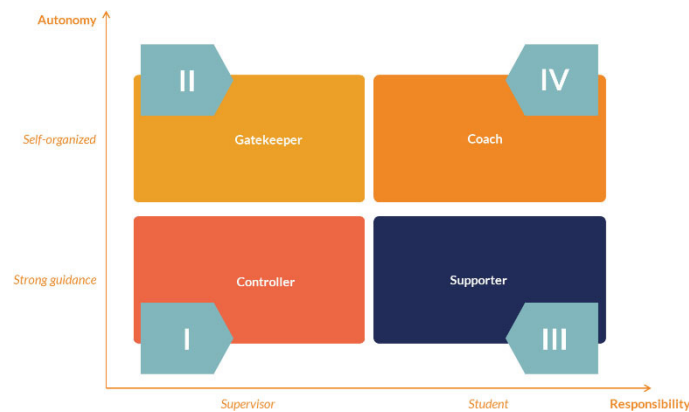 Autonomy
II
IV
Self-organized
Gatekeeper
Coach
Strong guidance
Controller
Supporter
I
III
Supervisor
Student
Responsibility